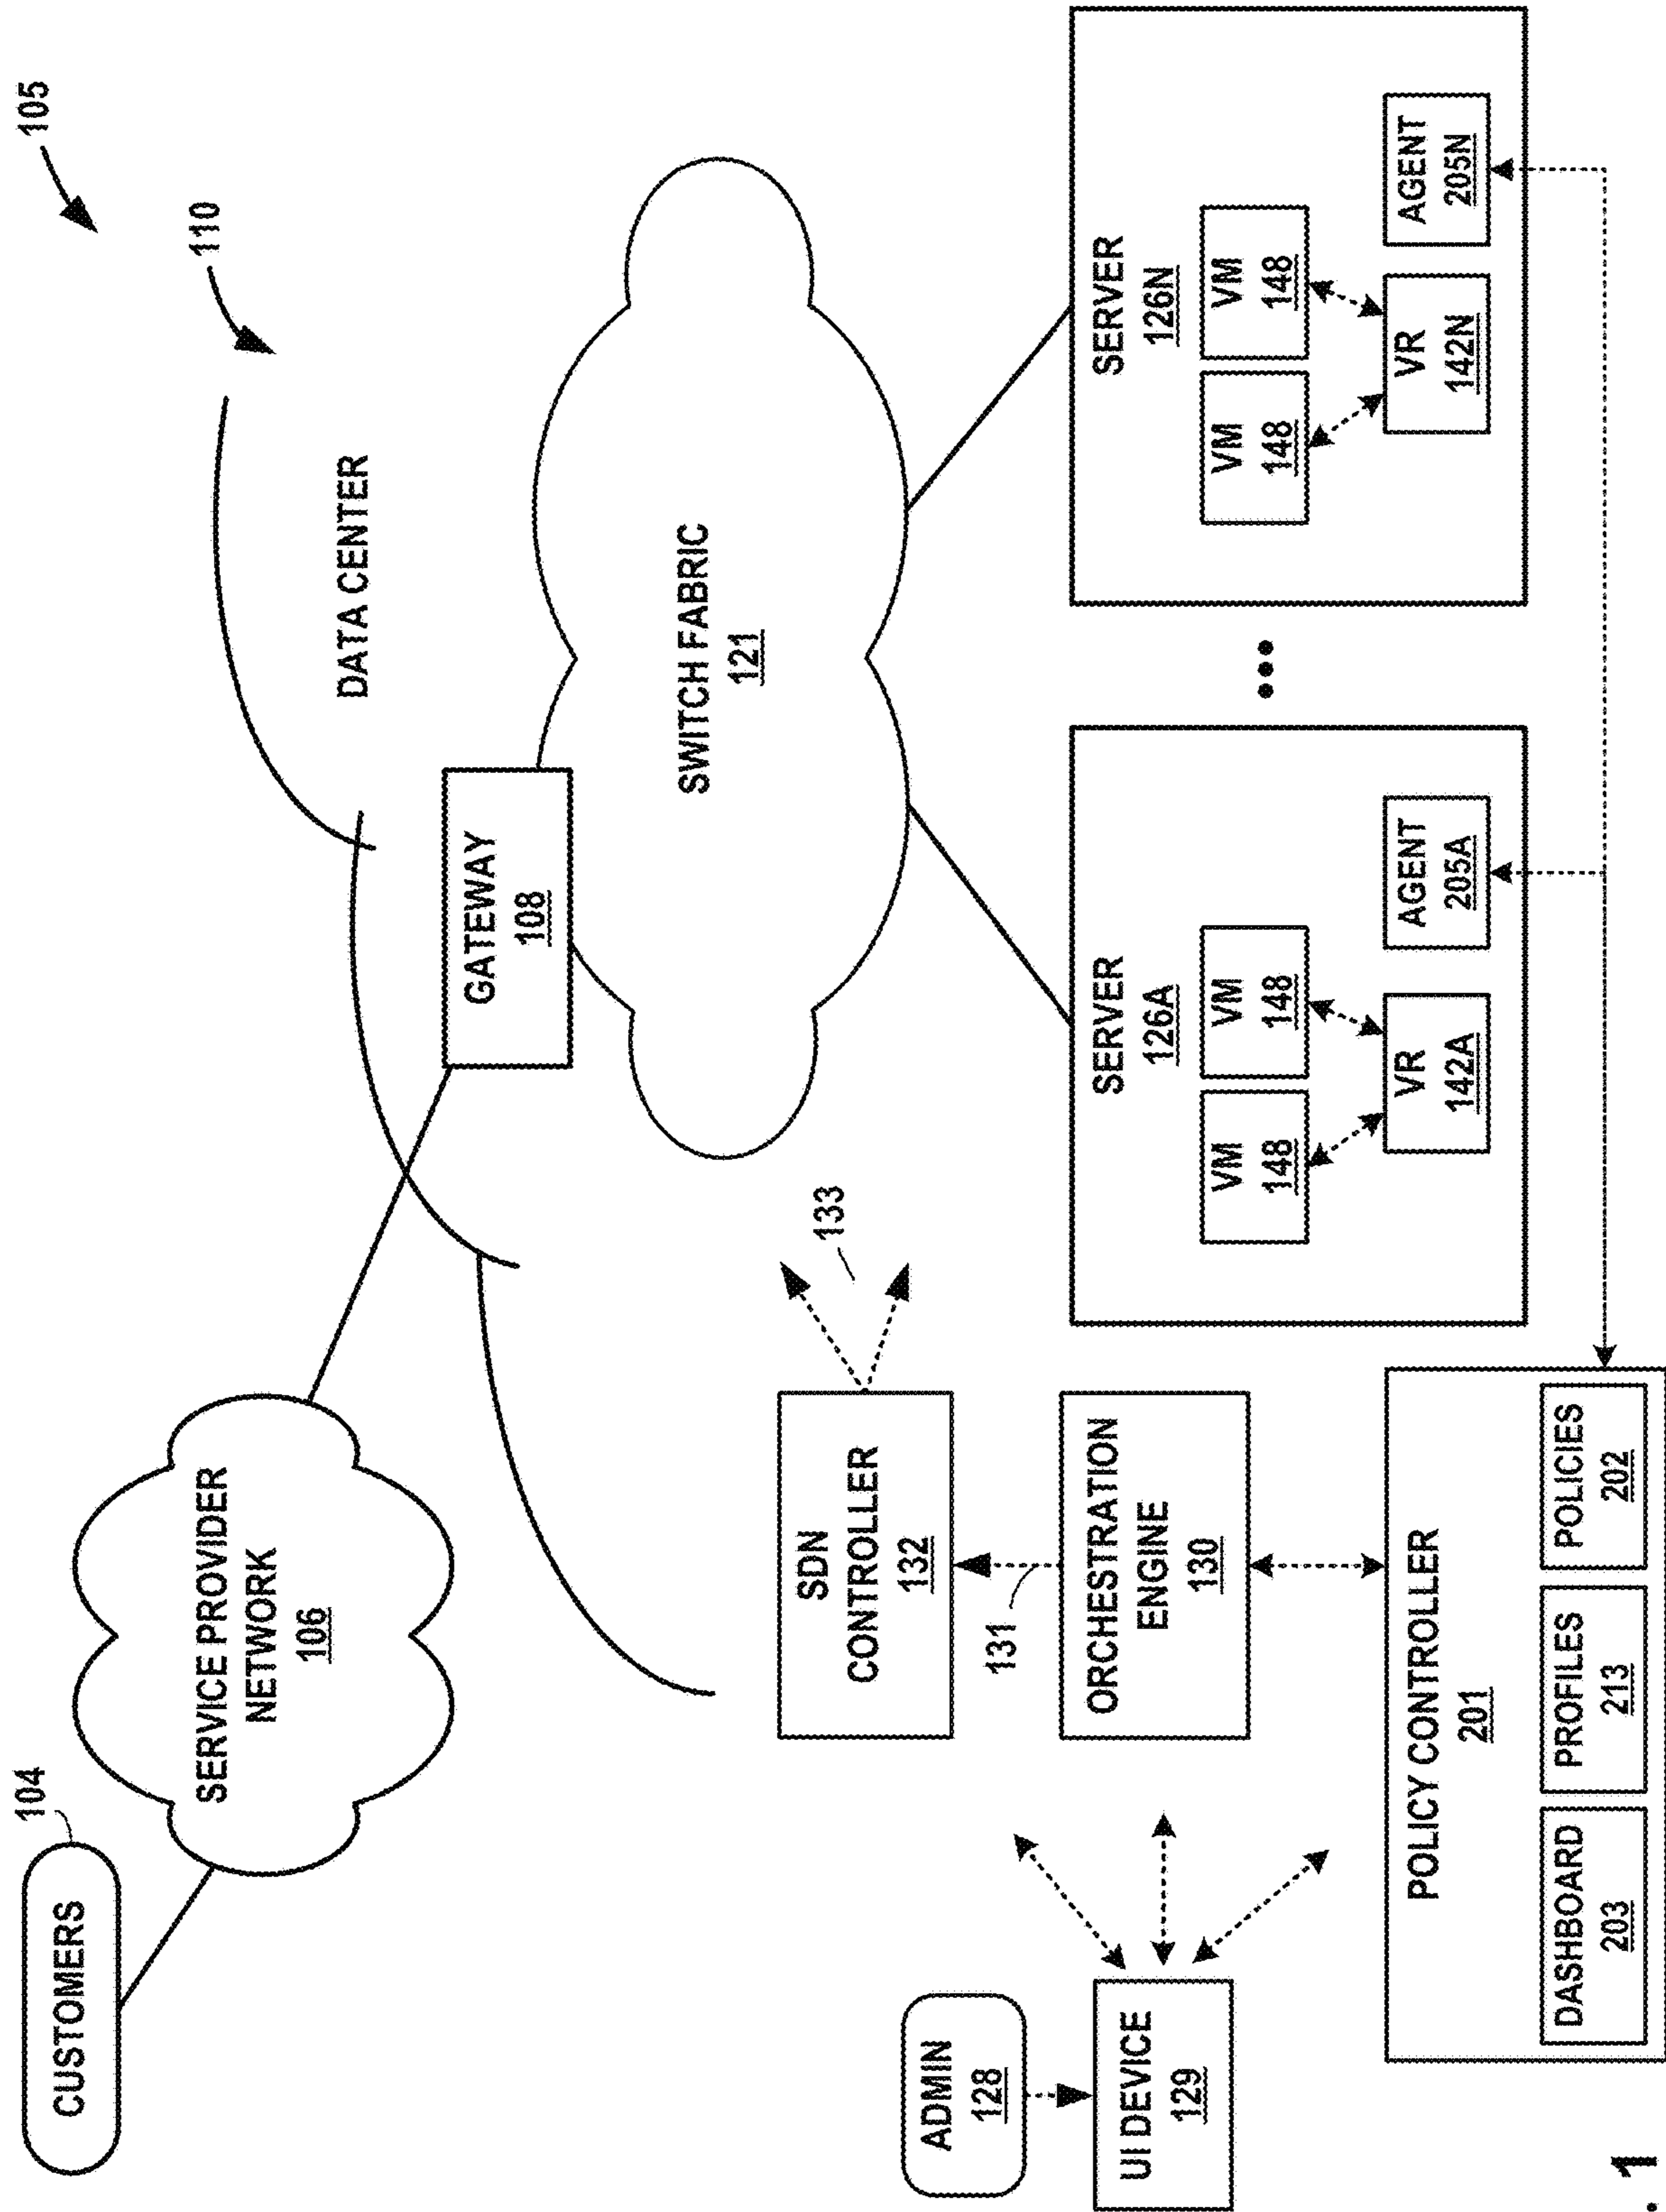 105
110
CUSTOMERS
104
SERVICE PROVIDER
NETWORK
106
DATA CENTER
GATEWAY
108
SWITCH FABRIC
121
SDN
CONTROLLER
132
133
131
ORCHESTRATION
ENGINE
130
ADMIN
128
UI DEVICE
129
POLICY CONTROLLER
201
DASHBOARD
203
PROFILES
213
POLICIES
202
SERVER
126A
VM
148
VM
148
VR
142A
AGENT
205A
•••
SERVER
126N
VM
148
VM
148
VR
142N
AGENT
205N
. 1